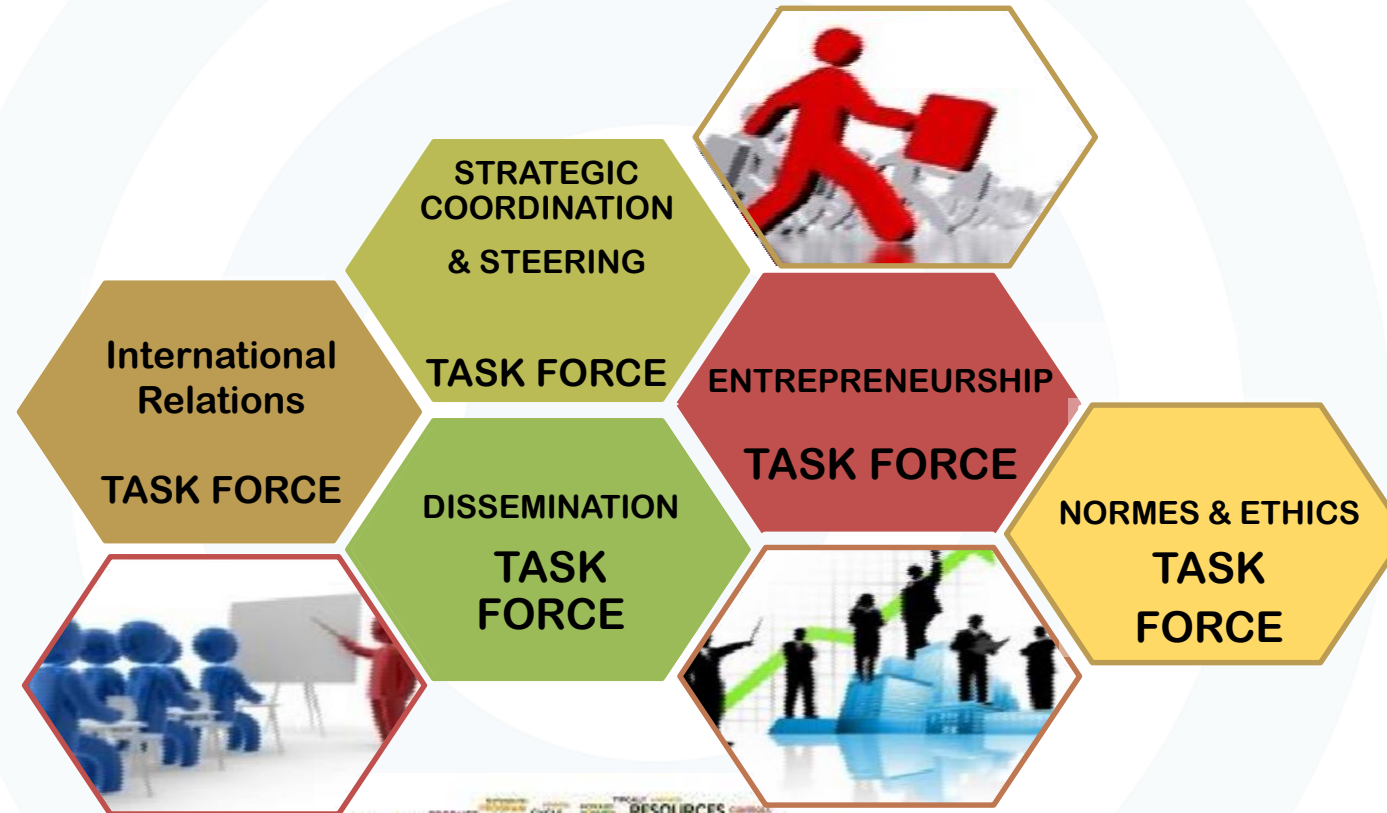 STRATEGIC
COORDINATION
& STEERING
TASK FORCE
International
Relations
TASK FORCE
ENTREPRENEURSHIP
TASK FORCE
DISSEMINATION
TASK
FORCE
NORMES & ETHICS
TASK
FORCE
RESOURCES